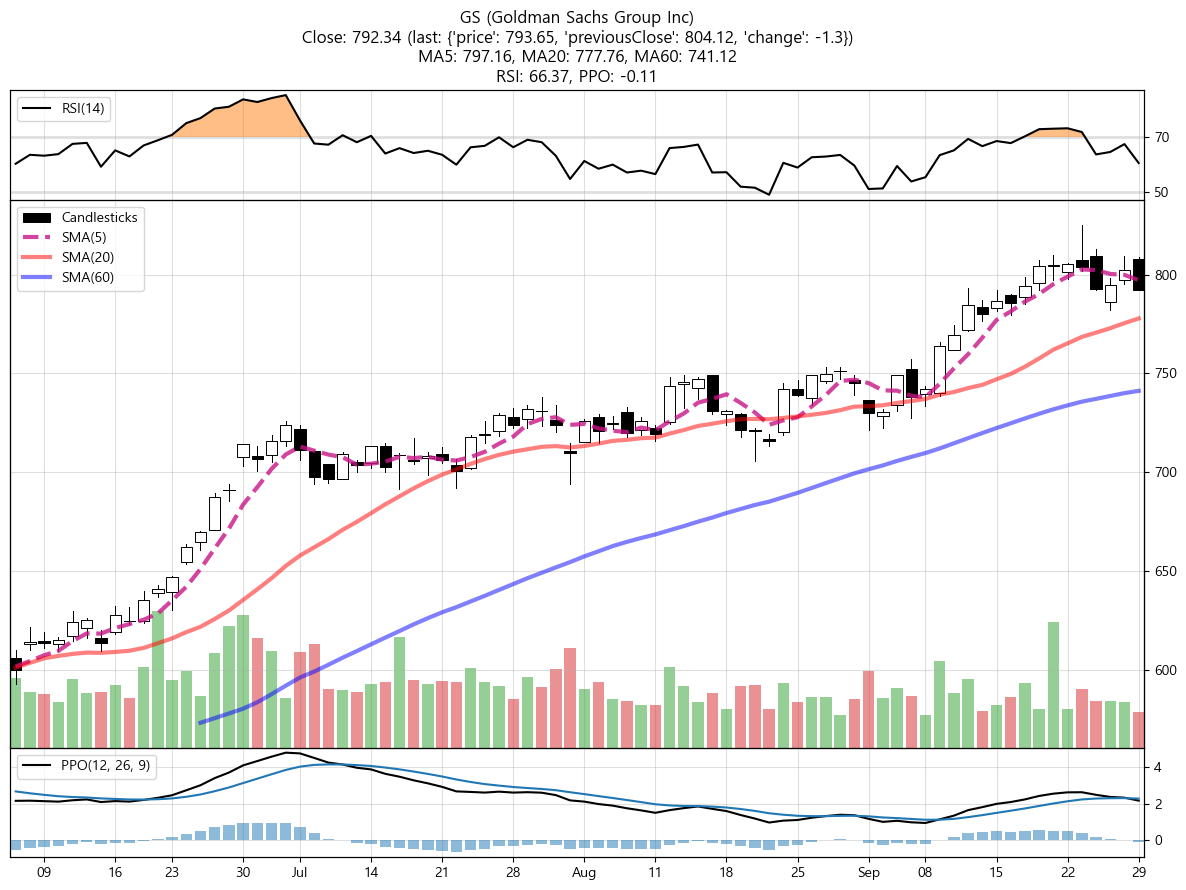 GS (Goldman Sachs Group Inc)
Close: 792.34 (last: {'price': 793.65, 'previousClose': 804.12, 'change': -1.3})
MA5: 797.16, MA20: 777.76, MA60: 741.12
RSI: 66.37, PPO: -0.11
RSI(14)
70
50
Candlesticks
SMA(5)
SMA(20)
SMA(60)
800
750
700
650
600
PPO(12, 26, 9)
4
2
0
09 16 23 30 Jul 14 21 28 Aug 11 18 25 Sep 08 15 22 29